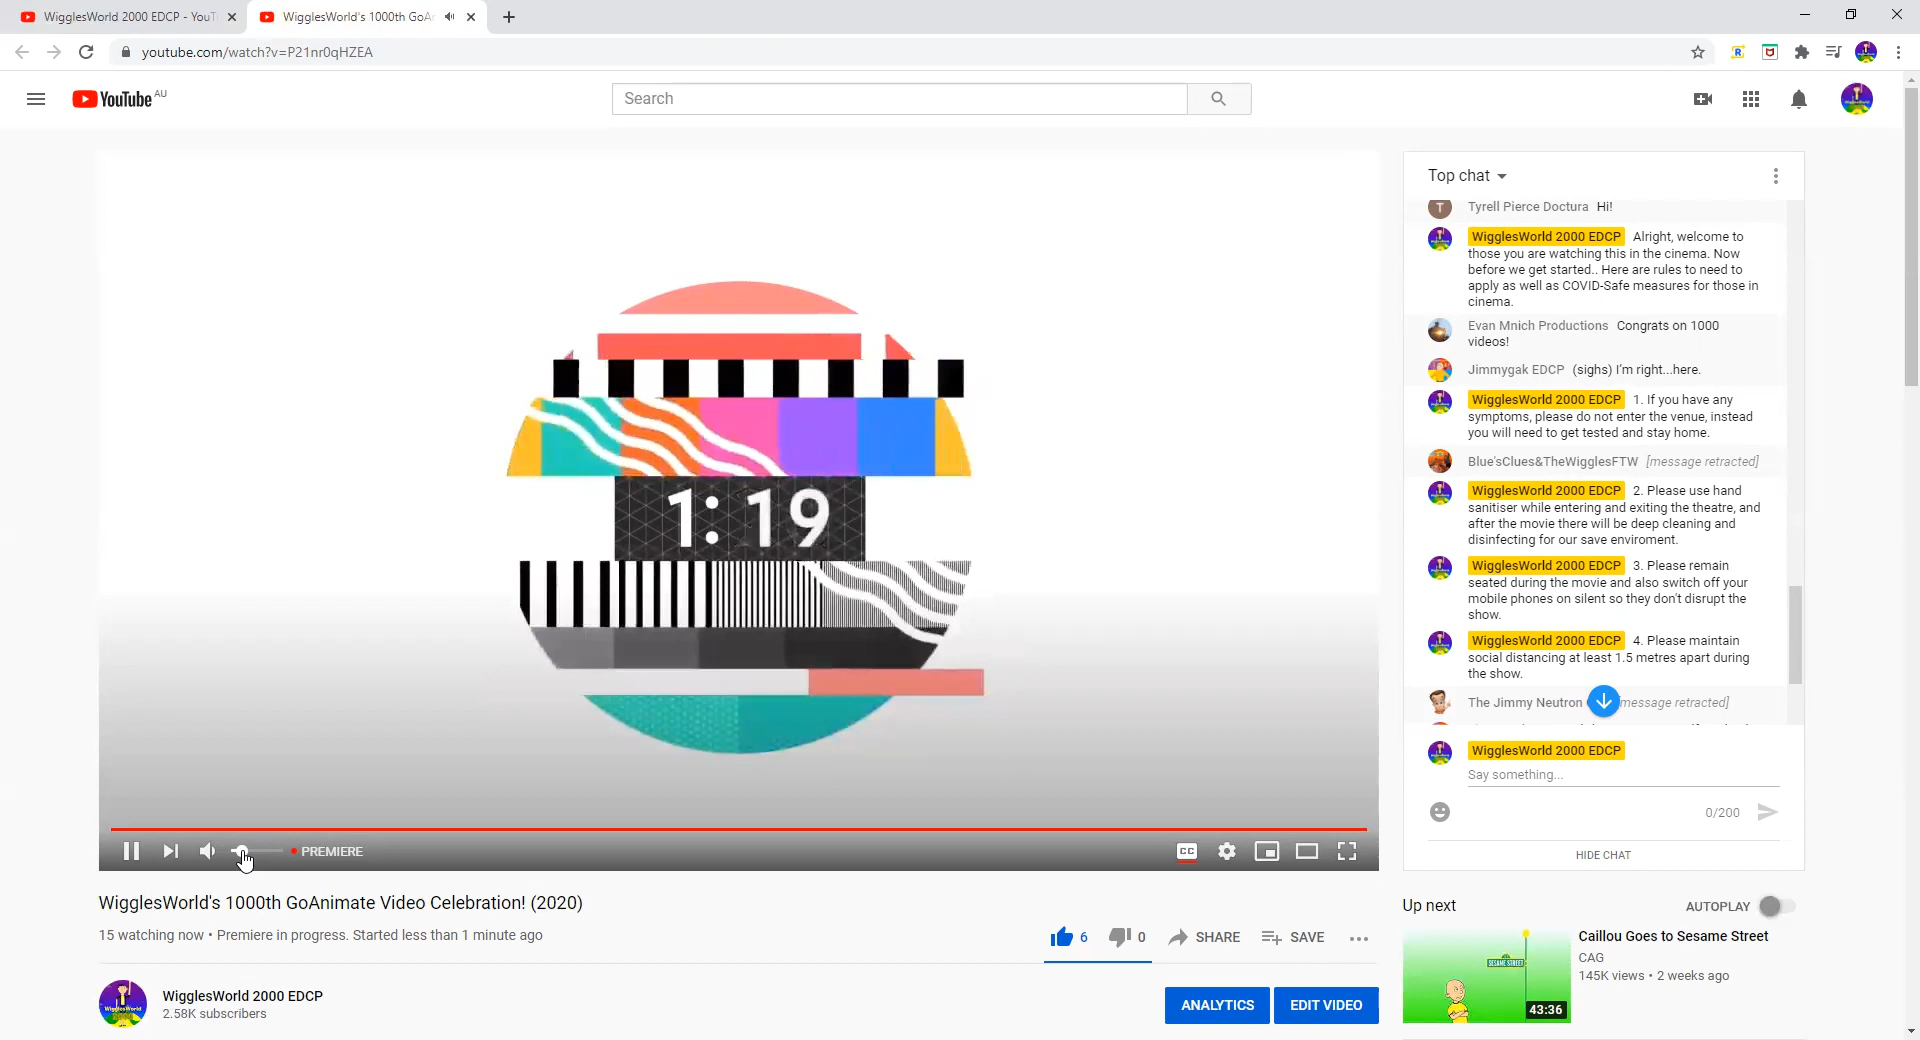 WigglesWorld 2000 EDCP - YouT
WigglesWorld's 1000th GoA
youtube.com/watch?v=P21nr0qHZEA
YouTube AU
Search
Top chat
Tyrell Pierce Doctura Hi!
WigglesWorld 2000 EDCP Alright, welcome to
those you are watching this in the cinema. Now
before we get started.. Here are rules to need to
apply as well as COVID-Safe measures for those in
cinema.
Evan Mnich Productions Congrats on 1000
videos!
Jimmygak EDCP (sighs) I'm right...here.
WigglesWorld 2000 EDCP 1. If you have any
symptoms, please do not enter the venue, instead
you will need to get tested and stay home.
Blue'sClues&TheWigglesFTW [message retracted]
WigglesWorld 2000 EDCP 2. Please use hand
sanitiser while entering and exiting the theatre, and
after the movie there will be deep cleaning and
disinfecting for our save enviroment.
WigglesWorld 2000 EDCP 3. Please remain
seated during the movie and also switch off your
mobile phones on silent so they don't disrupt the
show.
WigglesWorld 2000 EDCP 4. Please maintain
social distancing at least 1.5 metres apart during
the show.
The Jimmy Neutron message retracted]
WigglesWorld 2000 EDCP
Say something...
0/200
HIDE CHAT
1:19
PREMIERE
CC
WigglesWorld's 1000th GoAnimate Video Celebration! (2020)
15 watching now • Premiere in progress. Started less than 1 minute ago
6
0
SHARE
SAVE
WigglesWorld 2000 EDCP
2.58K subscribers
ANALYTICS
EDIT VIDEO
Up next
AUTOPLAY
SESAME STREET
43:36
Caillou Goes to Sesame Street
CAG
145K views • 2 weeks ago